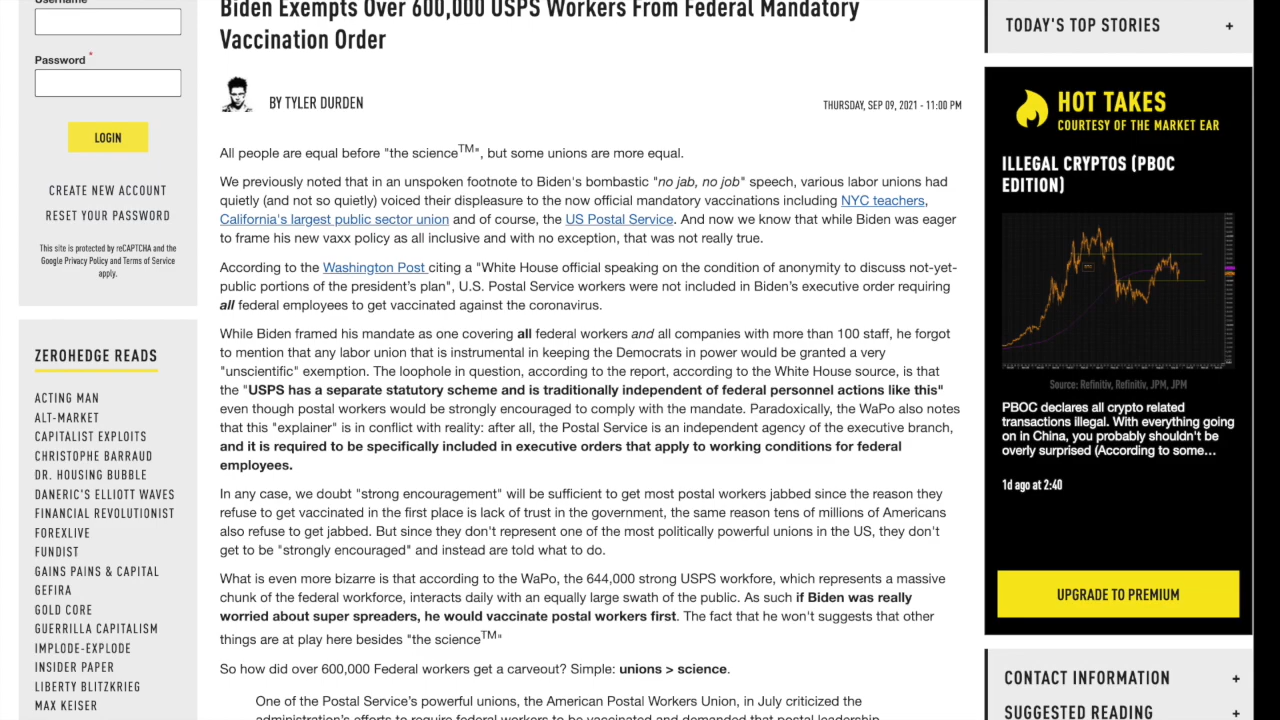 Username
Password *
LOGIN
CREATE NEW ACCOUNT
RESET YOUR PASSWORD
This site is protected by reCAPTCHA and the
Google Privacy Policy and Terms of Service
apply.
ZEROHEDGE READS
ACTING MAN
ALT-MARKET
CAPITALIST EXPLOITS
CHRISTOPHE BARRAUD
DR. HOUSING BUBBLE
DANERIC'S ELLIOTT WAVES
FINANCIAL REVOLUTIONIST
FOREXLIVE
FUNDIST
GAINS PAINS & CAPITAL
GEFIRA
GOLD CORE
GUERRILLA CAPITALISM
IMPLODE-EXPLODE
INSIDER PAPER
LIBERTY BLITZKRIEG
MAX KEISER
Biden Exempts Over 600,000 USPS Workers From Federal Mandatory
Vaccination Order
BY TYLER DURDEN
THURSDAY, SEP 09, 2021 - 11:00 PM
All people are equal before "the scienceTM", but some unions are more equal.
We previously noted that in an unspoken footnote to Biden's bombastic "no jab, no job" speech, various labor unions had
quietly (and not so quietly) voiced their displeasure to the now official mandatory vaccinations including NYC teachers,
California's largest public sector union and of course, the US Postal Service. And now we know that while Biden was eager
to frame his new vaxx policy as all inclusive and with no exception, that was not really true.
According to the Washington Post citing a "White House official speaking on the condition of anonymity to discuss not-yet-
public portions of the president's plan", U.S. Postal Service workers were not included in Biden's executive order requiring
all federal employees to get vaccinated against the coronavirus.
While Biden framed his mandate as one covering all federal workers and all companies with more than 100 staff, he forgot
to mention that any labor union that is instrumental in keeping the Democrats in power would be granted a very
"unscientific" exemption. The loophole in question, according to the report, according to the White House source, is that
the "USPS has a separate statutory scheme and is traditionally independent of federal personnel actions like this"
even though postal workers would be strongly encouraged to comply with the mandate. Paradoxically, the WaPo also notes
that this "explainer" is in conflict with reality: after all, the Postal Service is an independent agency of the executive branch,
and it is required to be specifically included in executive orders that apply to working conditions for federal
employees.
In any case, we doubt "strong encouragement" will be sufficient to get most postal workers jabbed since the reason they
refuse to get vaccinated in the first place is lack of trust in the government, the same reason tens of millions of Americans
also refuse to get jabbed. But since they don't represent one of the most politically powerful unions in the US, they don't
get to be "strongly encouraged" and instead are told what to do.
What is even more bizarre is that according to the WaPo, the 644,000 strong USPS workfore, which represents a massive
chunk of the federal workforce, interacts daily with an equally large swath of the public. As such if Biden was really
worried about super spreaders, he would vaccinate postal workers first. The fact that he won't suggests that other
things are at play here besides "the scienceTM"
So how did over 600,000 Federal workers get a carveout? Simple: unions > science.
One of the Postal Service's powerful unions, the American Postal Workers Union, in July criticized the
administration's efforts to require federal workers to be vaccinated and demanded that postal leadership
TODAY'S TOP STORIES +
HOT TAKES
COURTESY OF THE MARKET EAR
ILLEGAL CRYPTOS (PBOC
EDITION)
Source: Refinitiv, Refinitiv, JPM, JPM
PBOC declares all crypto related
transactions illegal. With everything going
on in China, you probably shouldn't be
overly surprised (According to some...
1d ago at 2:40
UPGRADE TO PREMIUM
CONTACT INFORMATION +
SUGGESTED READING +